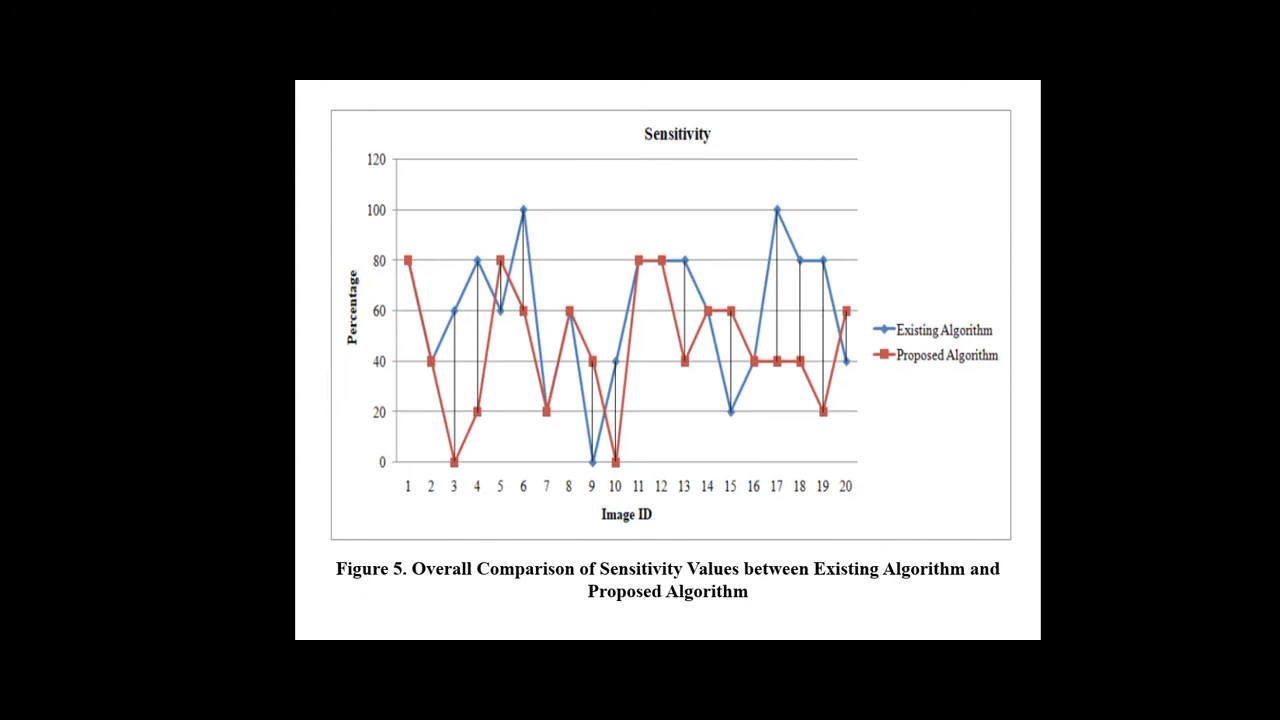 Sensitivity
120
100
80
60
40
20
0
Percentage
1 2 3 4 5 6 7 8 9 10 11 12 13 14 15 16 17 18 19 20
Image ID
Existing Algorithm
Proposed Algorithm
Figure 5. Overall Comparison of Sensitivity Values between Existing Algorithm and
Proposed Algorithm